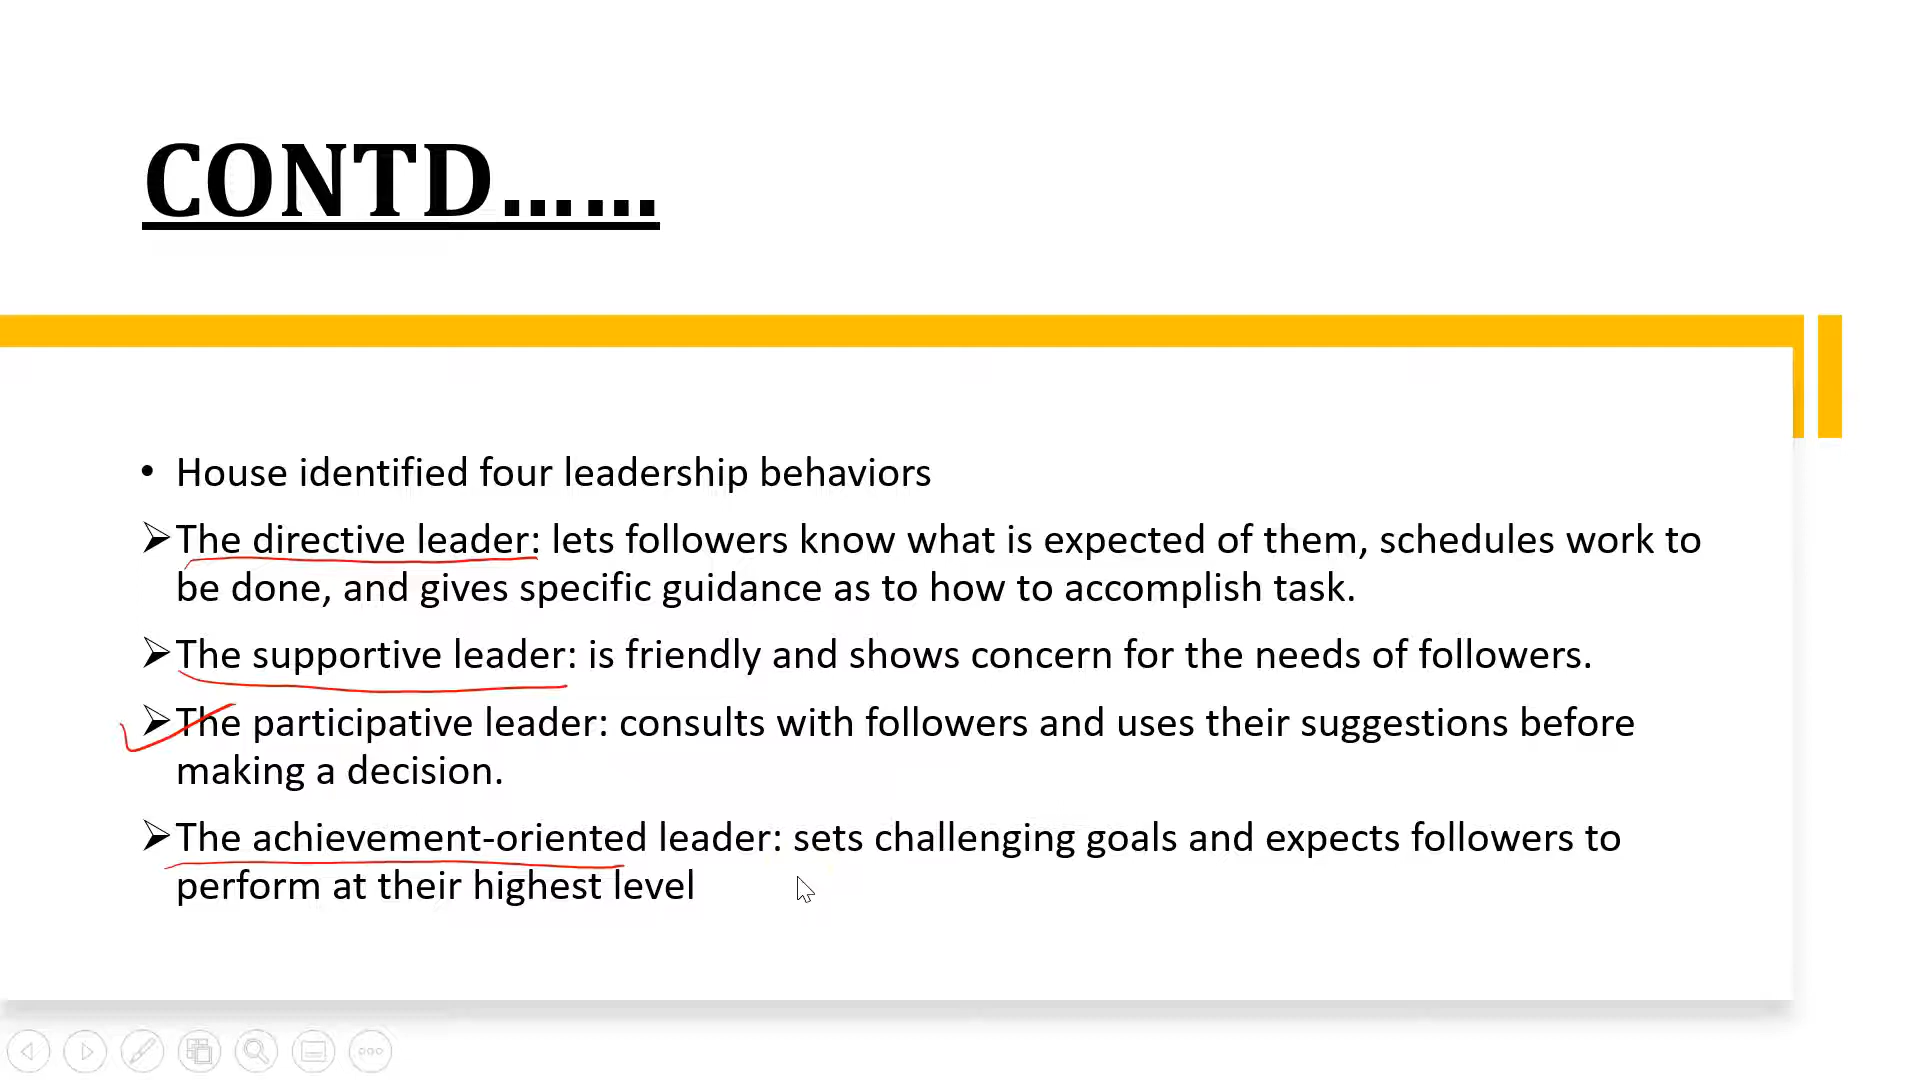 CONTD……
• House identified four leadership behaviors
➢The directive leader: lets followers know what is expected of them, schedules work to
be done, and gives specific guidance as to how to accomplish task.
➢The supportive leader: is friendly and shows concern for the needs of followers.
➢The participative leader: consults with followers and uses their suggestions before
making a decision.
➢The achievement-oriented leader: sets challenging goals and expects followers to
perform at their highest level